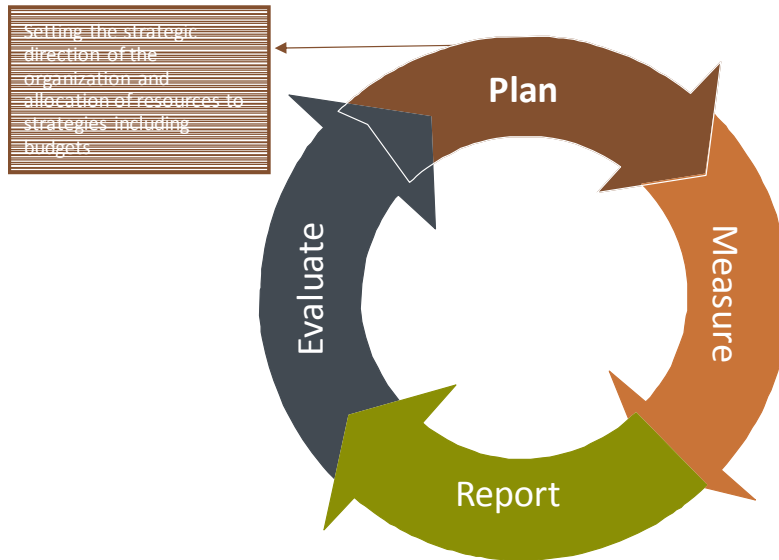 Setting the strategic
direction of the
organization and
allocation of resources to
strategies including
budgets
Plan
Measure
Report
Evaluate